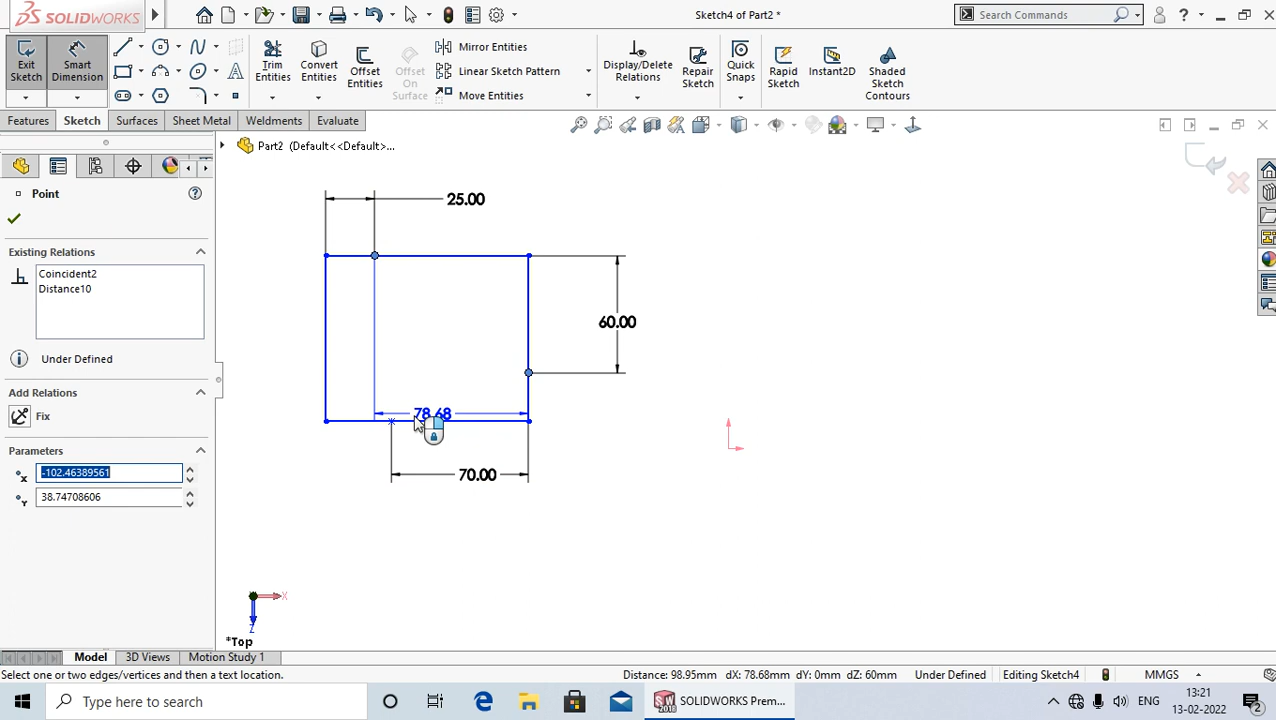 SOLIDWORKS
Sketch4 of Part2 *
Search Commands
Exit Sketch
Smart Dimension
Trim Entities
Convert Entities
Offset Entities
Offset On Surface
Mirror Entities
Linear Sketch Pattern
Move Entities
Display/Delete Relations
Repair Sketch
Quick Snaps
Rapid Sketch
Instant2D
Shaded Sketch Contours
Features
Sketch
Surfaces
Sheet Metal
Weldments
Evaluate
Part2 (Default<<Default>...
Point
Existing Relations
Coincident2
Distance10
Under Defined
Add Relations
Fix
Parameters
-102.46389561
38.74708606
25.00
60.00
78.68
70.00
X
Z
*Top
Model
3D Views
Motion Study 1
Select one or two edges/vertices and then a text location.
Distance: 98.95mm dX: 78.68mm dY: 0mm dZ: 60mm
Under Defined
Editing Sketch4
MMGS
Type here to search
SOLIDWORKS Prem...
ENG
13:21
13-02-2022
2